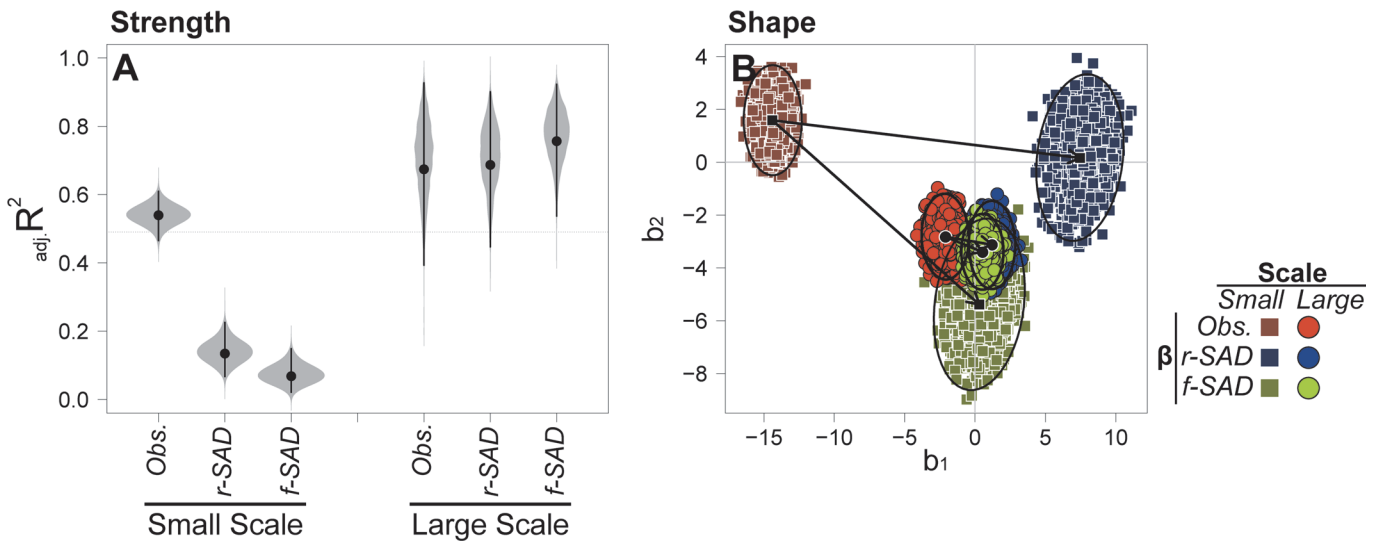 Strength
A
adj.R2
1.0
0.8
0.6
0.4
0.2
0.0
Obs.
r-SAD
f-SAD
Obs.
r-SAD
f-SAD
Small Scale
Large Scale
Shape
B
b2
4
2
0
−2
−4
−6
−8
−15
−10
−5
0
5
10
b1
Scale
Small Large
β
Obs.
r-SAD
f-SAD